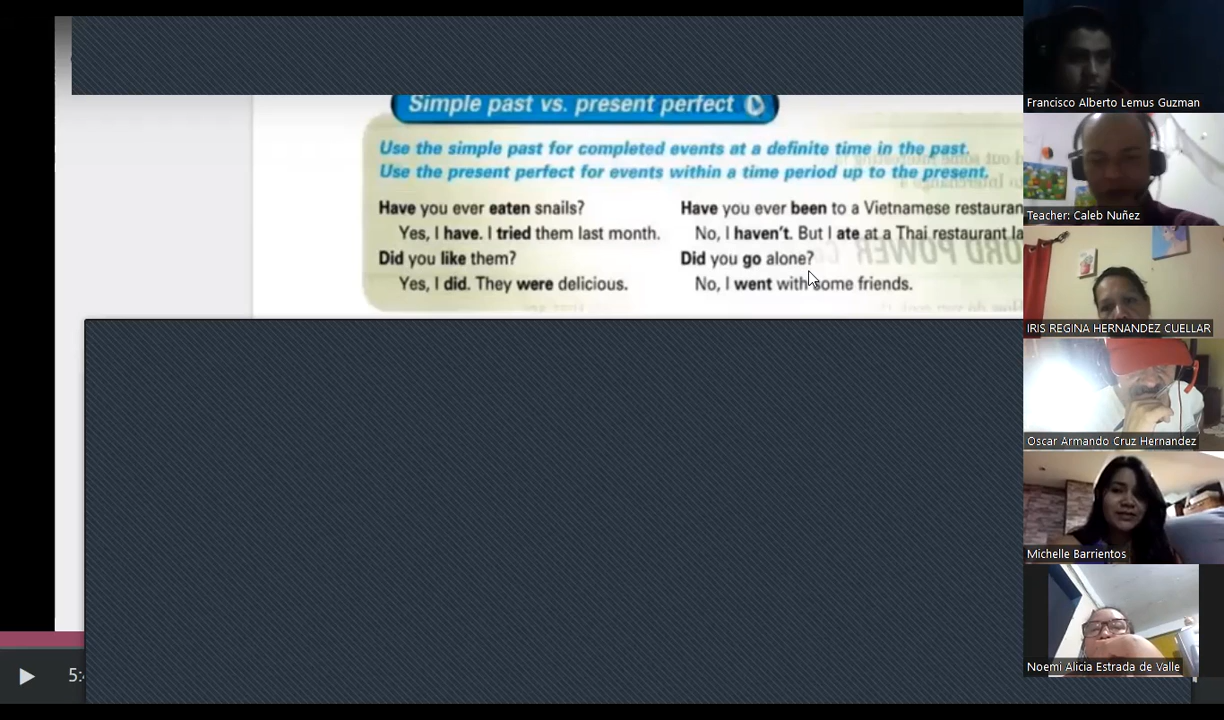 Simple past vs. present perfect
Use the simple past for completed events at a definite time in the past.
Use the present perfect for events within a time period up to the present.
Have you ever eaten snails?
Yes, I have. I tried them last month.
Did you like them?
Yes, I did. They were delicious.
Have you ever been to a Vietnamese restauran
No, I haven't. But I ate at a Thai restaurant la
Did you go alone?
No, I went with some friends.
Francisco Alberto Lemus Guzman
Teacher: Caleb Nuñez
IRIS REGINA HERNANDEZ CUELLAR
Oscar Armando Cruz Hernandez
Michelle Barrientos
Noemi Alicia Estrada de Valle
5: